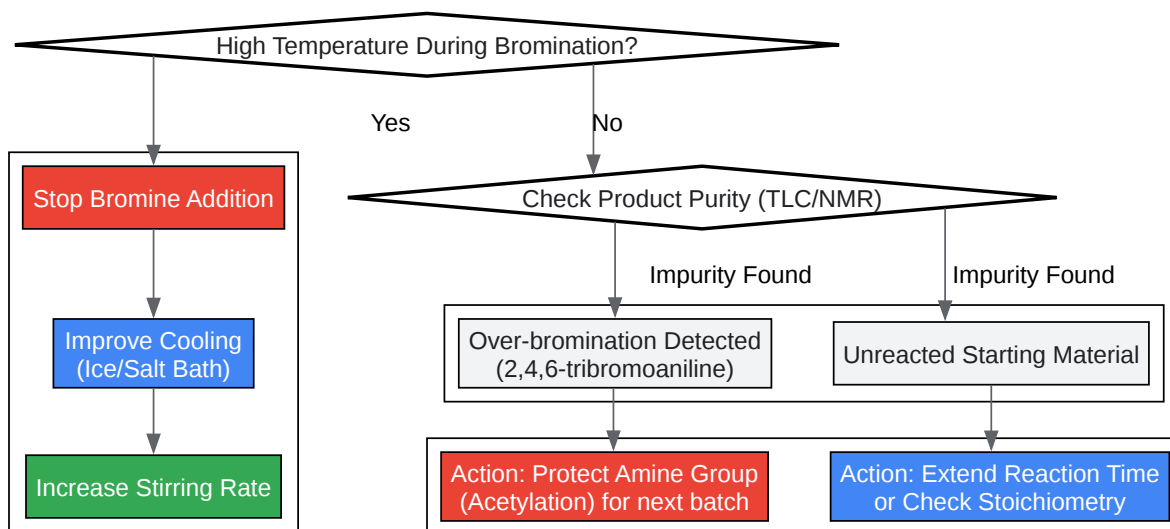 High Temperature During Bromination?
Yes
No
Stop Bromine Addition
Check Product Purity (TLC/NMR)
Impurity Found
Impurity Found
Improve Cooling
(Ice/Salt Bath)
Over-bromination Detected
(2,4,6-tribromoaniline)
Unreacted Starting Material
Increase Stirring Rate
Action: Protect Amine Group
(Acetylation) for next batch
Action: Extend Reaction Time
or Check Stoichiometry